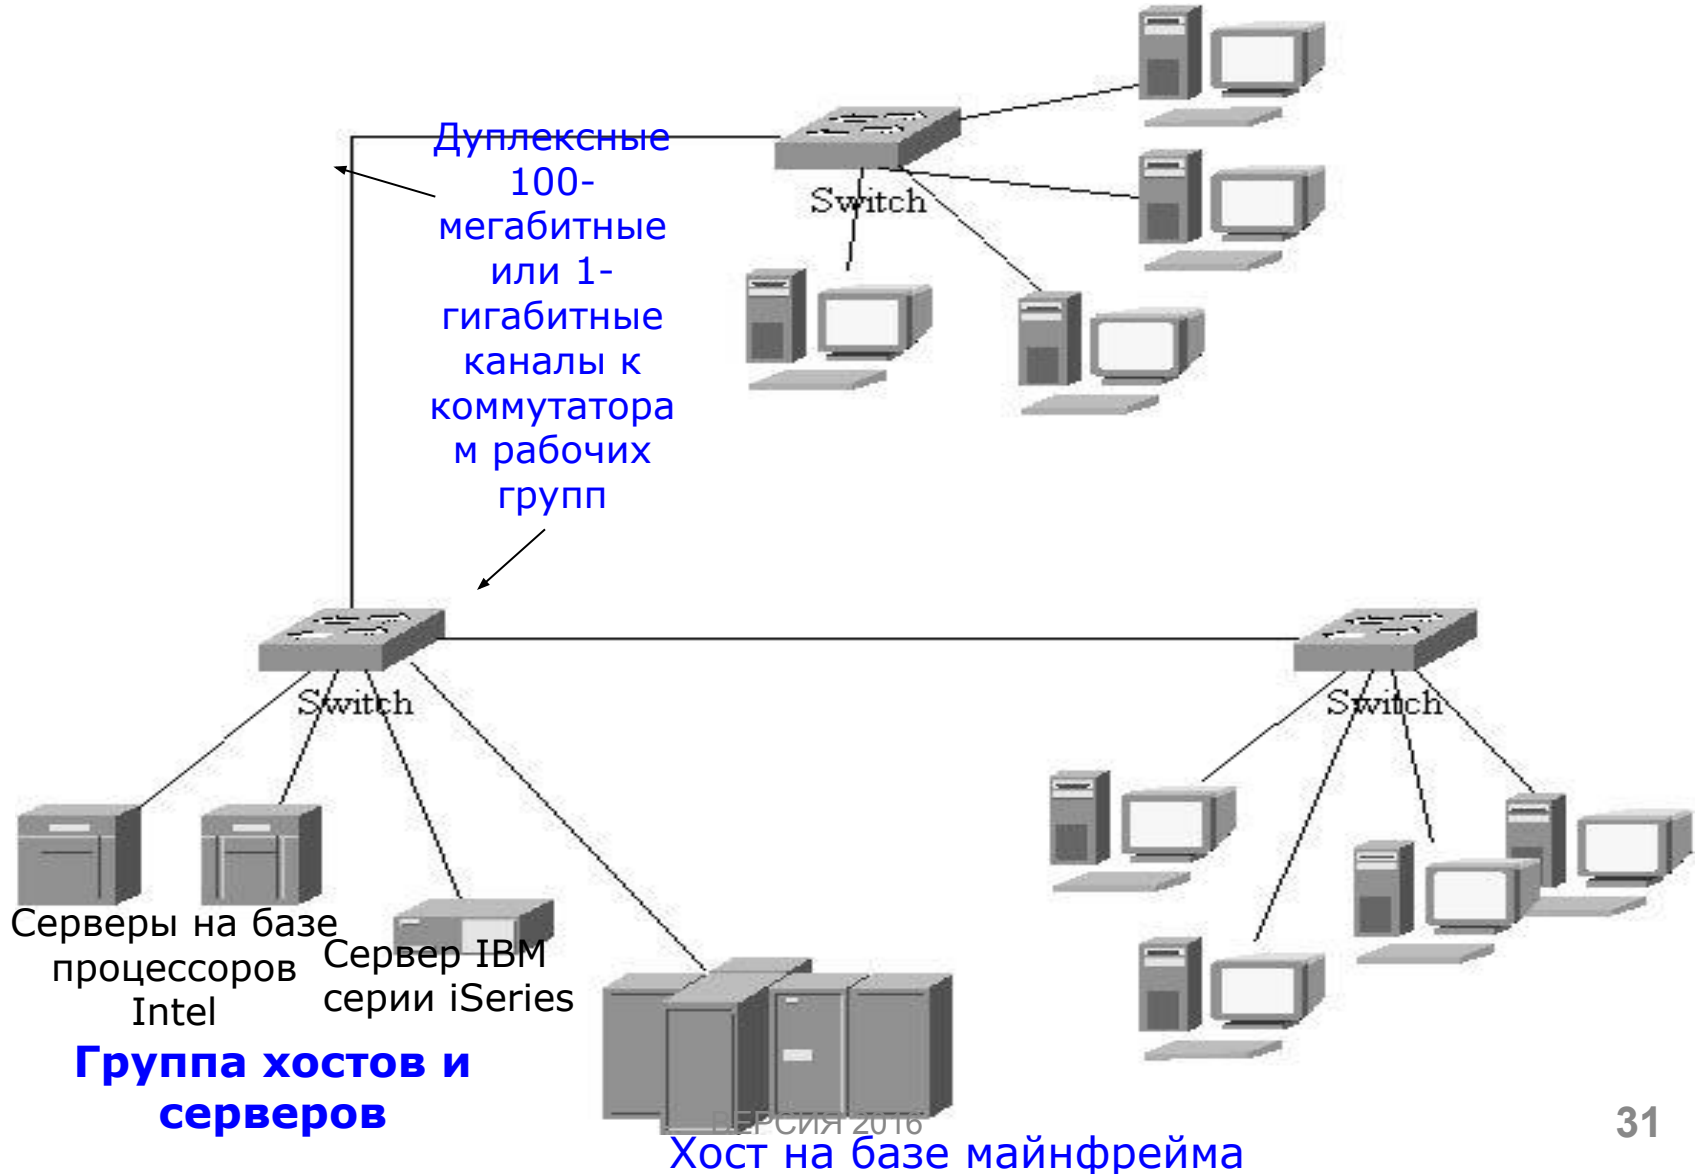 Дуплексные
100-
мегабитные
или 1-
гигабитные
каналы к
коммутатора
м рабочих
групп
Switch
Switch
Switch
Серверы на базе
процессоров
Intel
Сервер IBM
серии iSeries
Группа хостов и
серверов
ВЕРСИЯ 2016
31
Хост на базе майнфрейма